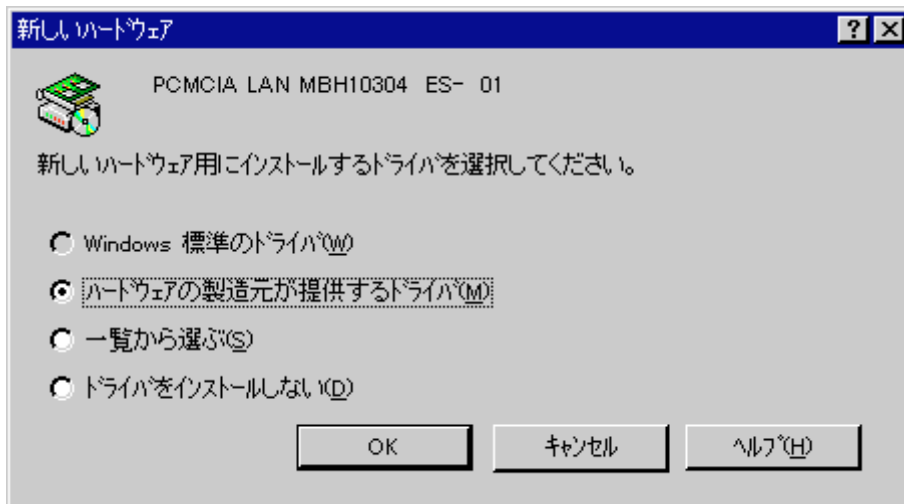 新しいハードウェア
PCMCIA LAN MBH10304 ES- 01
新しいハードウェア用にインストールするドライバを選択してください。
Windows 標準のドライバ(W)
ハードウェアの製造元が提供するドライバ(M)
一覧から選ぶ(S)
ドライバをインストールしない(D)
OK キャンセル ヘルプ(H)